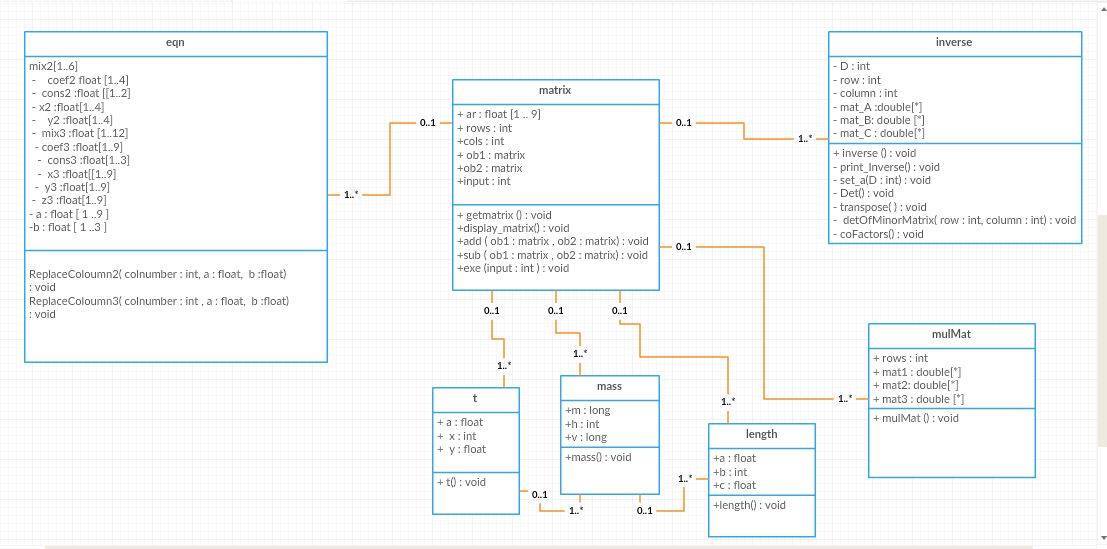 eqn
mix2[1..6]
- coef2 float [1..4]
- cons2 :float [[1..2]
- x2 :float[1..4]
- y2 :float[1..4]
- mix3 :float[1..12]
- coef3 :float[1..9]
- cons3 :float[1..3]
- x3 :float[[1..9]
- y3 :float[1..9]
- z3 :float[1..9]
- a : float [ 1 ..9 ]
-b : float [ 1 ..3 ]
ReplaceColoumn2( colnumber : int, a : float, b :float)
: void
ReplaceColoumn3( colnumber : int , a : float, b :float)
: void
1..*
0..1
matrix
+ ar : float [1 .. 9]
+ rows : int
+cols : int
+ ob1 : matrix
+ob2 : matrix
+input : int
+ getmatrix () : void
+display_matrix() : void
+add ( ob1 : matrix , ob2 : matrix) : void
+sub ( ob1 : matrix , ob2 : matrix) : void
+exe (input : int ) : void
0..1
1..*
inverse
- D : int
- row : int
- column : int
- mat_A :double[*]
- mat_B: double [*]
- mat_C : double[*]
+ inverse () : void
- print_Inverse() : void
- set_a(D : int) : void
- Det() : void
- transpose( ) : void
- detOfMinorMatrix( row : int, column : int) : void
- coFactors() : void
0..1
0..1
0..1
0..1
1..*
1..*
1..*
1..*
t
+ a : float
+ x : int
+ y : float
+ t() : void
mass
+m : long
+h : int
+v : long
+mass() : void
length
+a : float
+b : int
+c : float
+length() : void
mulMat
+ rows : int
+ mat1 : double[*]
+ mat2: double[*]
+ mat3 : double [*]
+ mulMat () : void
0..1
1..*
0..1
1..*